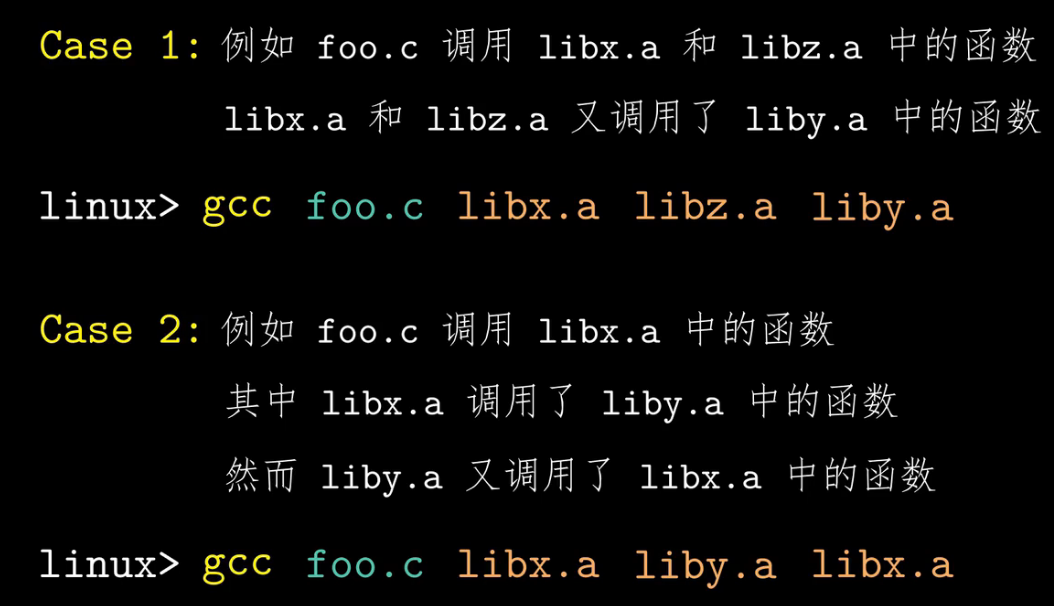 Case 1: 例如 foo.c 调用 libx.a 和 libz.a 中的函数
libx.a 和 libz.a 又调用了 liby.a 中的函数
linux> gcc foo.c libx.a libz.a liby.a
Case 2: 例如 foo.c 调用 libx.a 中的函数
其中 libx.a 调用了 liby.a 中的函数
然而 liby.a 又调用了 libx.a 中的函数
linux> gcc foo.c libx.a liby.a libx.a